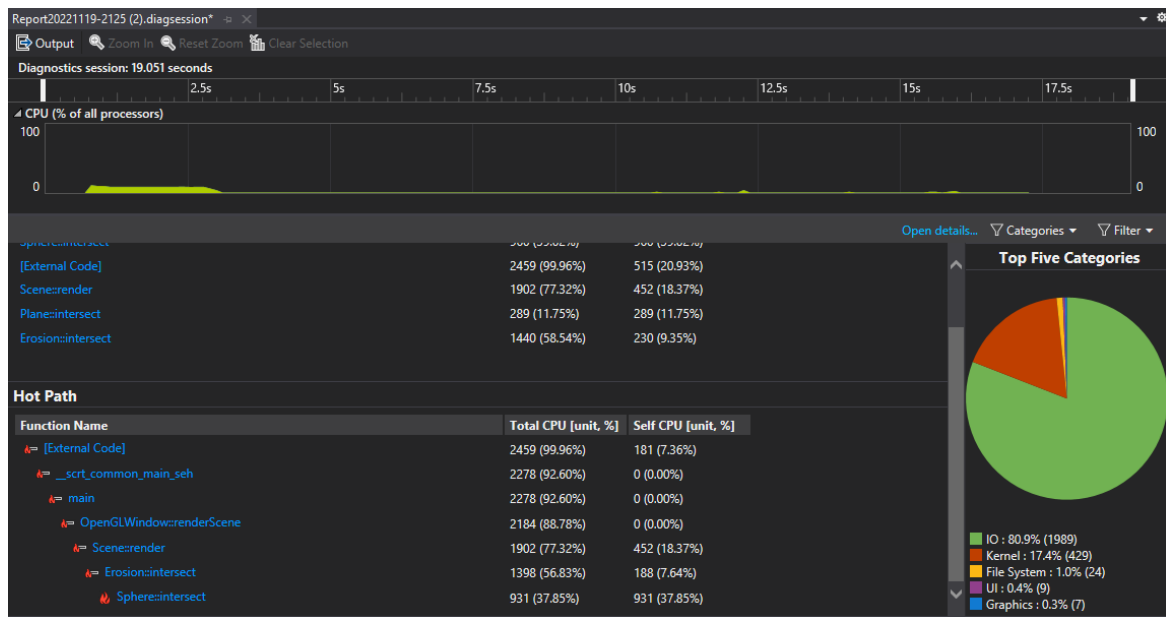 Report20221119-2125 (2).diagsession*
Output Zoom In Reset Zoom Clear Selection
Diagnostics session: 19.051 seconds
2.5s 5s 7.5s 10s 12.5s 15s 17.5s
CPU (% of all processors)
100 100
0 0
Open details... Categories Filter
Sphere::intersect
[External Code] 2459 (99.96%) 515 (20.93%)
Scene::render 1902 (77.32%) 452 (18.37%)
Plane::intersect 289 (11.75%) 289 (11.75%)
Erosion::intersect 1440 (58.54%) 230 (9.35%)
Hot Path
Function Name Total CPU [unit, %] Self CPU [unit, %]
[External Code] 2459 (99.96%) 181 (7.36%)
__scrt_common_main_seh 2278 (92.60%) 0 (0.00%)
main 2278 (92.60%) 0 (0.00%)
OpenGLWindow::renderScene 2184 (88.78%) 0 (0.00%)
Scene::render 1902 (77.32%) 452 (18.37%)
Erosion::intersect 1398 (56.83%) 188 (7.64%)
Sphere::intersect 931 (37.85%) 931 (37.85%)
Top Five Categories
IO : 80.9% (1989)
Kernel : 17.4% (429)
File System : 1.0% (24)
UI : 0.4% (9)
Graphics : 0.3% (7)